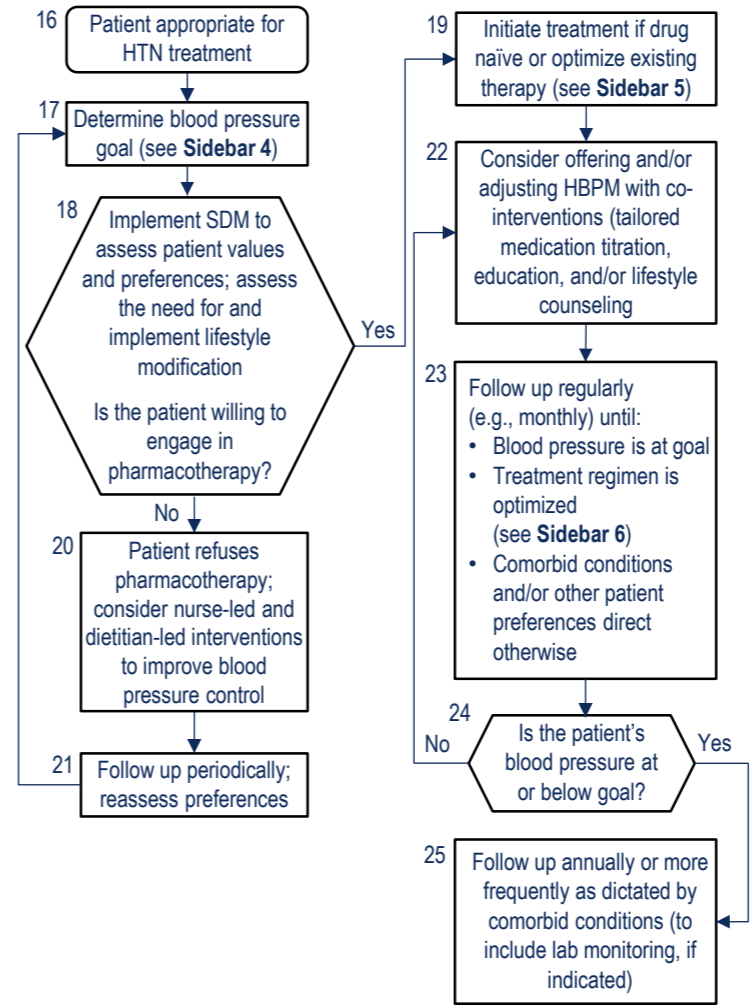 16
Patient appropriate for
HTN treatment
17
Determine blood pressure
goal (see Sidebar 4)
18
Implement SDM to
assess patient values
and preferences; assess
the need for and
implement lifestyle
modification
Is the patient willing to
engage in
pharmacotherapy?
Yes
No
20
Patient refuses
pharmacotherapy;
consider nurse-led and
dietitian-led interventions
to improve blood
pressure control
21
Follow up periodically;
reassess preferences
19
Initiate treatment if drug
naïve or optimize existing
therapy (see Sidebar 5)
22
Consider offering and/or
adjusting HBPM with co-
interventions (tailored
medication titration,
education, and/or lifestyle
counseling
23
Follow up regularly
(e.g., monthly) until:
• Blood pressure is at goal
• Treatment regimen is
optimized
(see Sidebar 6)
• Comorbid conditions
and/or other patient
preferences direct
otherwise
24
Is the patient's
blood pressure at
or below goal?
No
Yes
25
Follow up annually or more
frequently as dictated by
comorbid conditions (to
include lab monitoring, if
indicated)